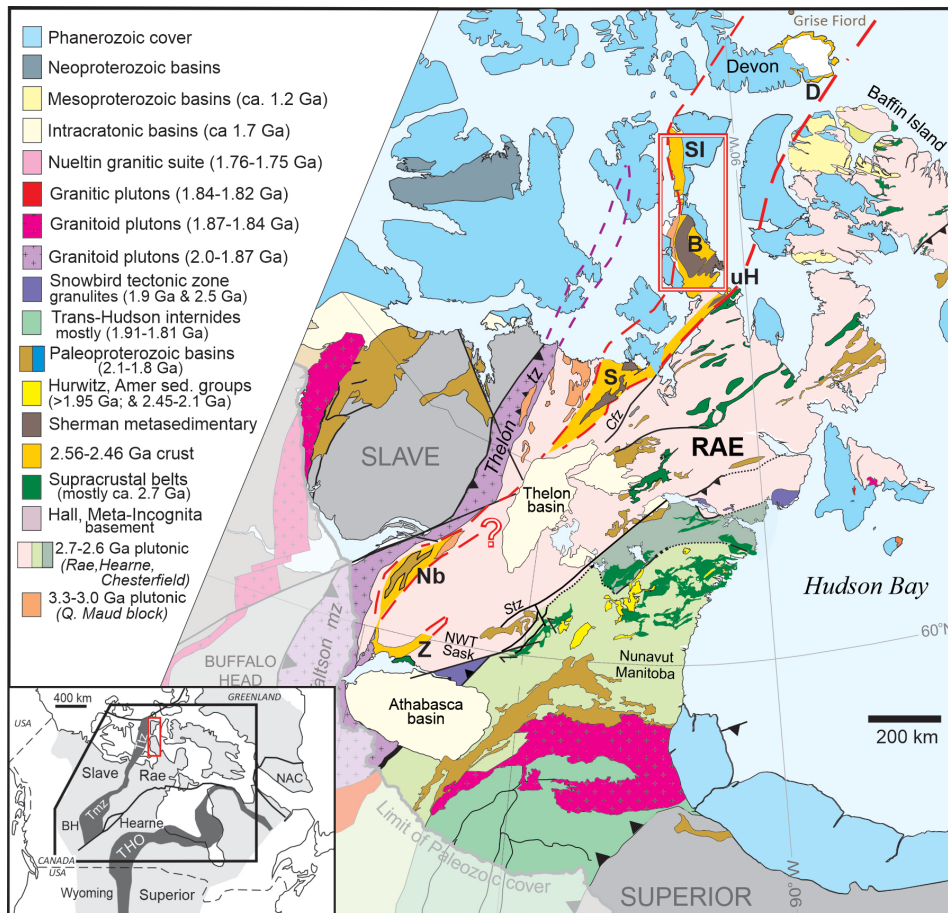 Phanerozoic cover
Neoproterozoic basins
Mesoproterozoic basins (ca. 1.2 Ga)
Intracratonic basins (ca 1.7 Ga)
Nueltin granitic suite (1.76-1.75 Ga)
Granitic plutons (1.84-1.82 Ga)
Granitoid plutons (1.87-1.84 Ga)
Granitoid plutons (2.0-1.87 Ga)
Snowbird tectonic zone
granulites (1.9 Ga & 2.5 Ga)
Trans-Hudson internides
mostly (1.91-1.81 Ga)
Paleoproterozoic basins
(2.1-1.8 Ga)
Hurwitz, Amer sed. groups
(>1.95 Ga; & 2.45-2.1 Ga)
Sherman metasedimentary
2.56-2.46 Ga crust
Supracrustal belts
(mostly ca. 2.7 Ga)
Hall, Meta-Incognita
basement
2.7-2.6 Ga plutonic
(Rae,Hearne,
Chesterfield)
3.3-3.0 Ga plutonic
(Q. Maud block)
Grise Fiord
Devon
D
Baffin Island
SI
90°W
B
uH
S
Cfz
tz
Thelon
SLAVE
RAE
Thelon
basin
?
Nb
Stz
Z
NWT
Sask
Hudson Bay
60°N
Nunavut
Manitoba
Athabasca
basin
altson mz
BUFFALO
HEAD
200 km
Limit of Paleozoic cover
SUPERIOR
90°W
400 km
GREENLAND
USA
Ttz
Slave
Rae
NAC
Tmz
BH
Hearne
THO
CANADA
USA
Wyoming
Superior